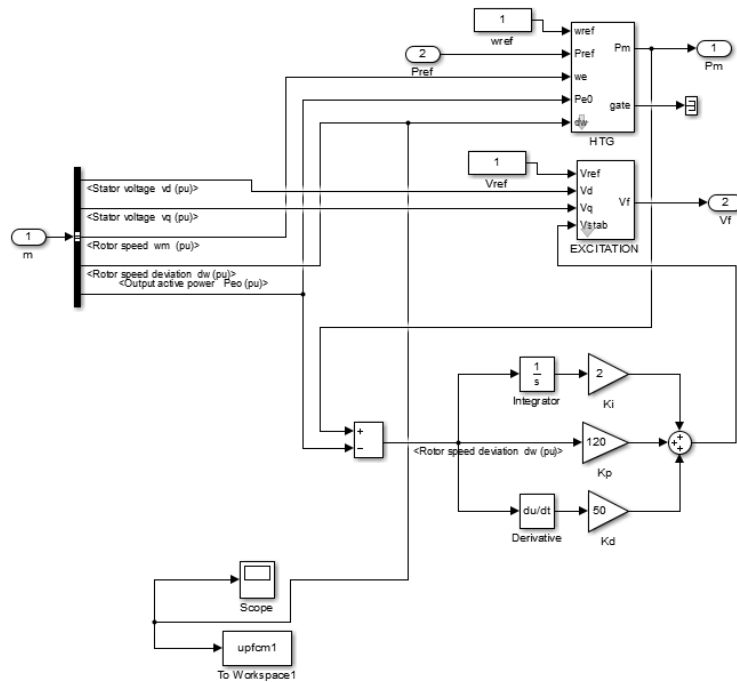 1
wref
2
Pref
wref
Pref
we
Pe0
dw
Pm
gate
HTG
1
Pm
1
Vref
Vref
Vd
Vq
Vstab
Vf
EXCITATION
2
Vf
1
m
<Stator voltage vd (pu)>
<Stator voltage vq (pu)>
<Rotor speed wm (pu)>
<Rotor speed deviation dw (pu)>
<Output active power Peo (pu)>
+
−
<Rotor speed deviation dw (pu)>
1
s
Integrator
2
Ki
120
Kp
du/dt
Derivative
50
Kd
+
+
+
Scope
upfcm1
To Workspace1